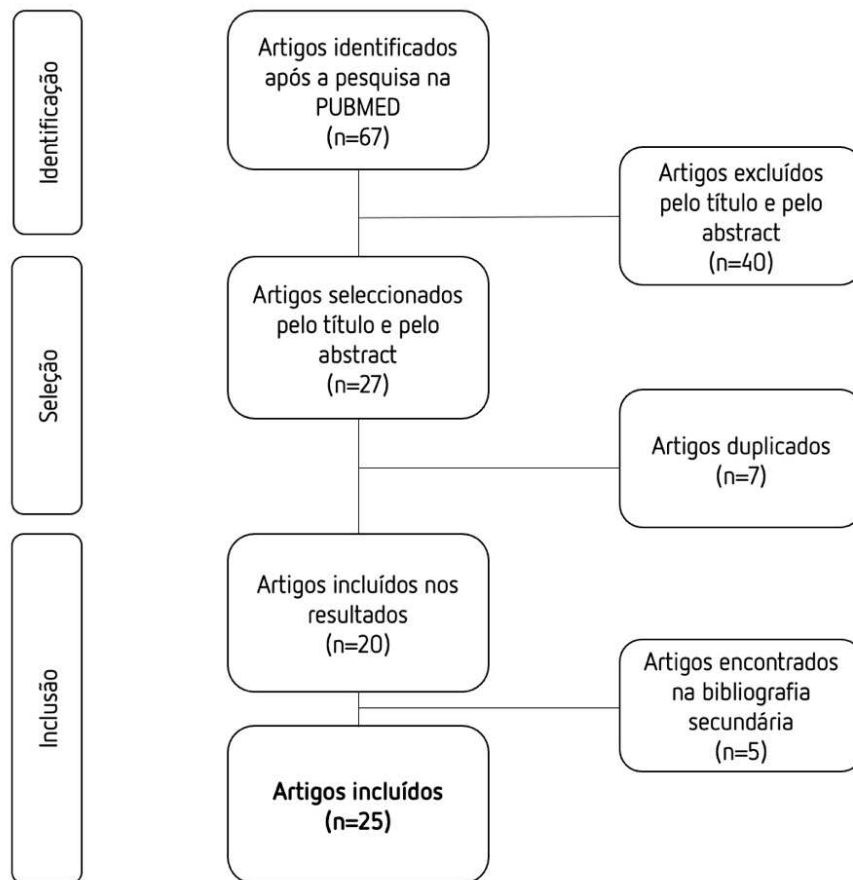 Identificação
Artigos identificados
após a pesquisa na
PUBMED
(n=67)
Artigos excluídos
pelo título e pelo
abstract
(n=40)
Seleção
Artigos seleccionados
pelo título e pelo
abstract
(n=27)
Artigos duplicados
(n=7)
Inclusão
Artigos incluídos nos
resultados
(n=20)
Artigos encontrados
na bibliografia
secundária
(n=5)
Artigos incluídos
(n=25)